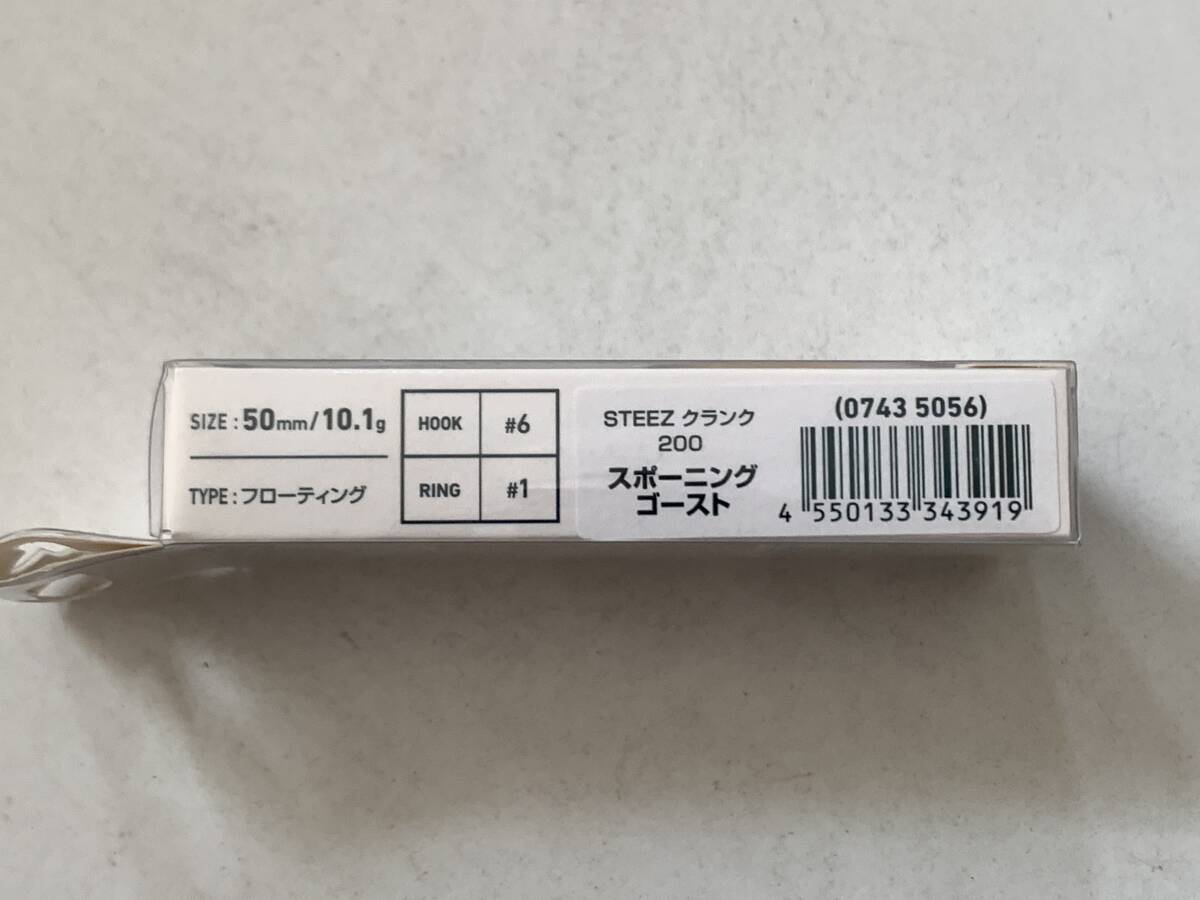 SIZE : 50mm/10.1g
TYPE : フローティング
HOOK #6
RING #1
STEEZ クランク
200
スポーニング
ゴースト
(0743 5056)
4 550133 343919